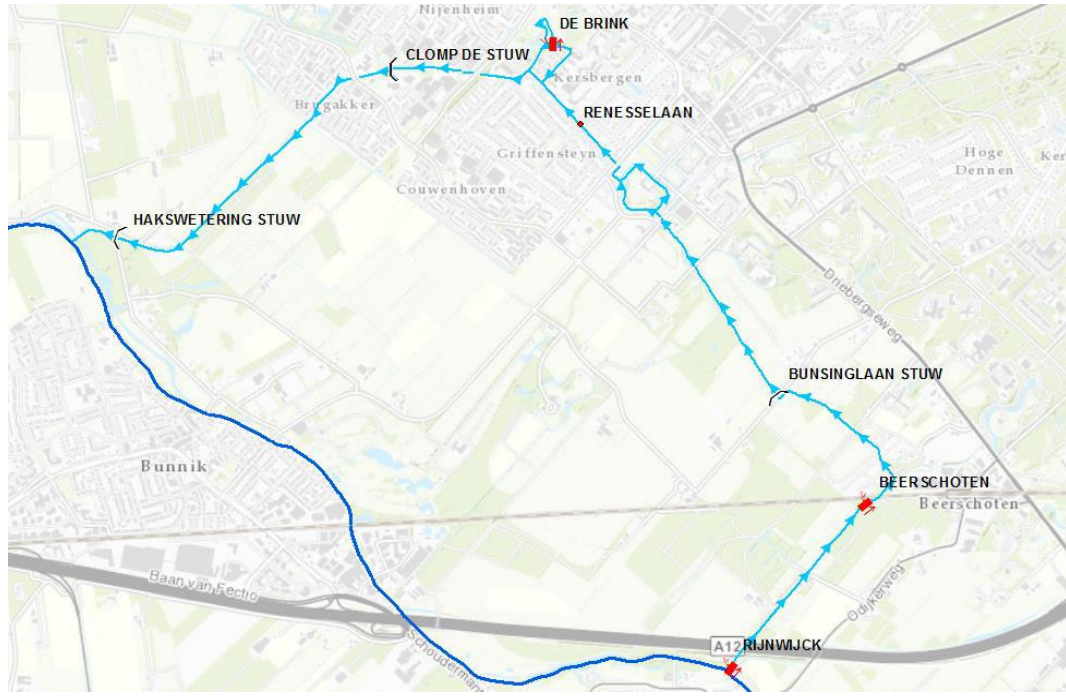 Nijenheim
DE BRINK
CLOMP DE STUW
Kersbergen
Brugakker
RENESSELAAN
Griffensteyn
Hoge
Dennen
Couwenhoven
HAKSWETERING STUW
Driebergseweg
BUNSINGLAAN STUW
Bunnik
BEERSCHOTEN
Beerschoten
Baan van Fectio
Odijkerweg
A12
RIJNWIJCK